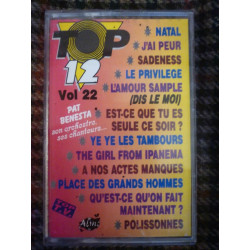 TOP
12
Vol 22
PAT
BENESTA
son orchestre,
ses chanteurs...
NATAL
J'AI PEUR
SADENESS
LE PRIVILEGE
L'AMOUR SAMPLE
(DIS LE MOI)
EST-CE QUE TU ES
SEULE CE SOIR ?
YE YE LES TAMBOURS
THE GIRL FROM IPANEMA
A NOS ACTES MANQUES
PLACE DES GRANDS HOMMES
QU'EST-CE QU'ON FAIT
MAINTENANT ?
POLISSONNES